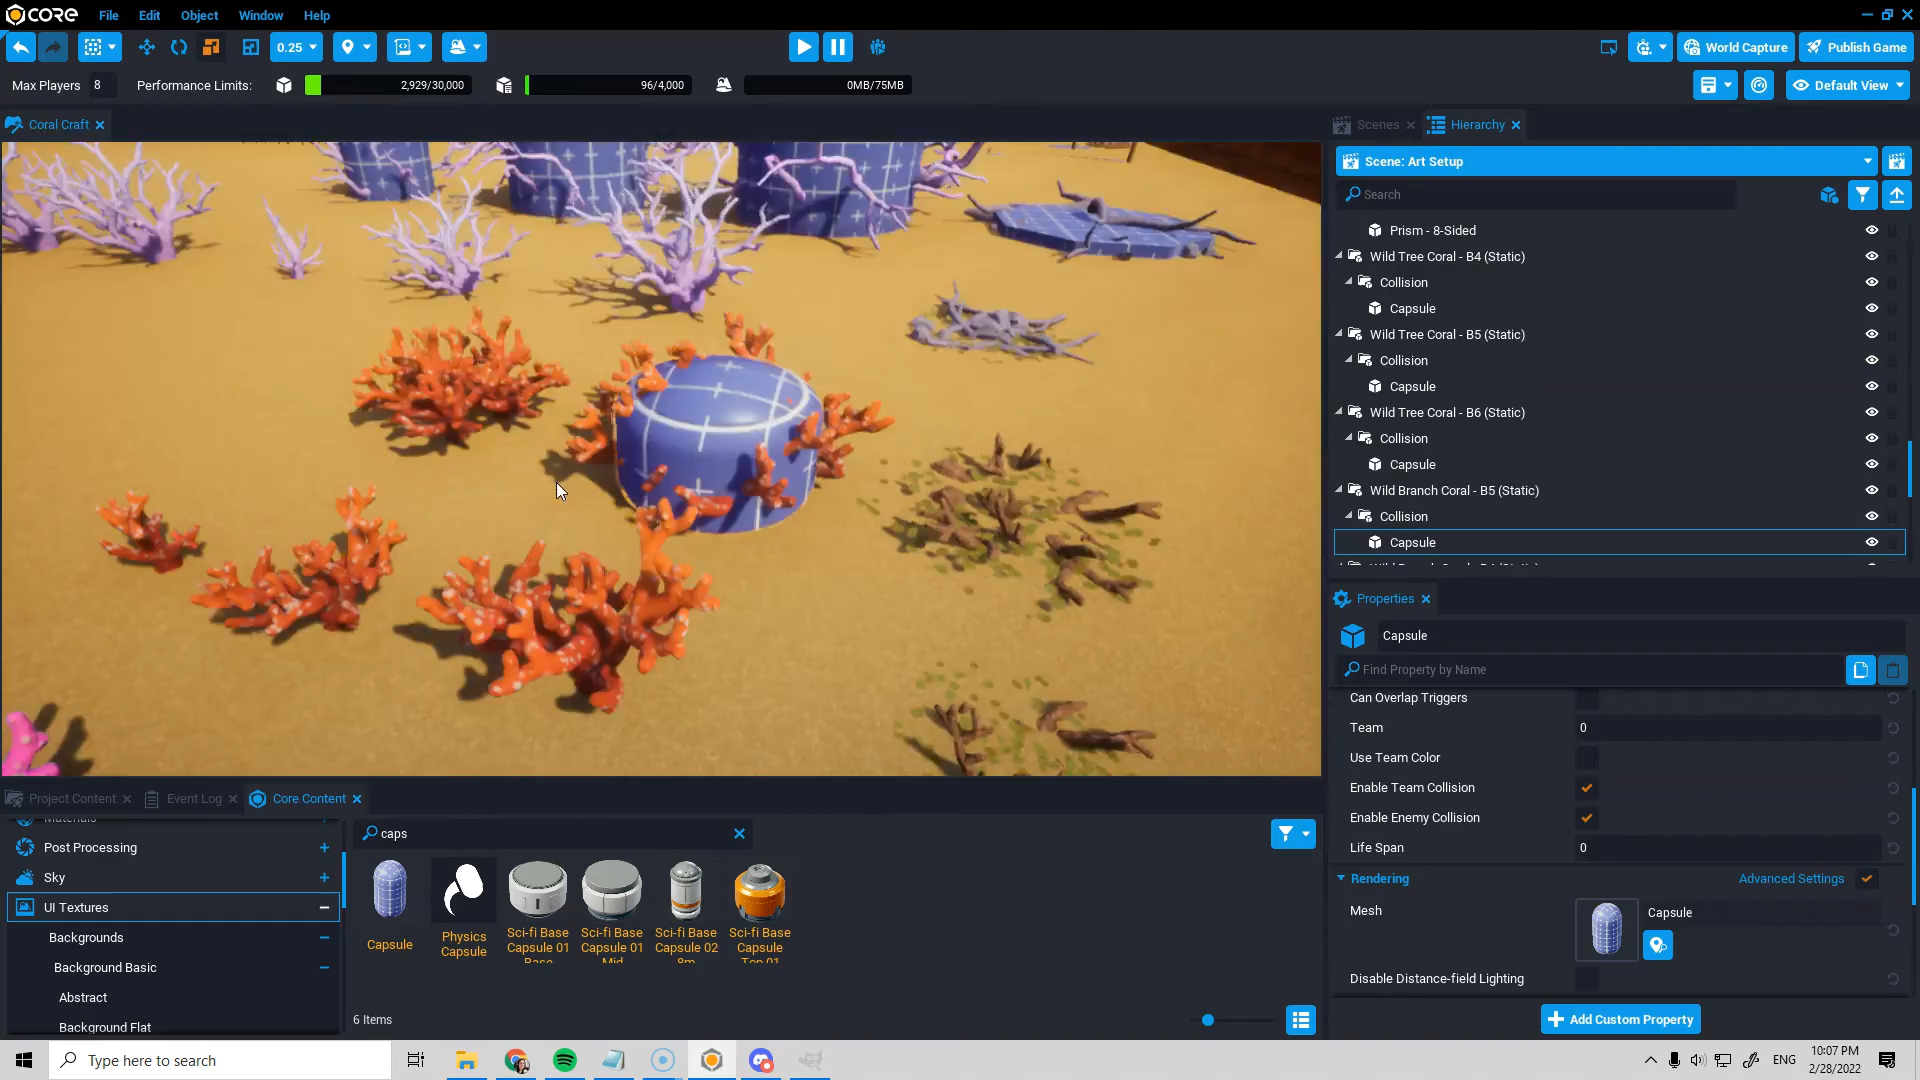 CORE
File Edit Object Window Help
0.25
World Capture
Publish Game
Max Players 8 Performance Limits: 2,929/30,000 96/4,000 0MB/75MB
Default View
Coral Craft
Scenes
Hierarchy
Scene: Art Setup
Search
Prism - 8-Sided
Wild Tree Coral - B4 (Static)
Collision
Capsule
Wild Tree Coral - B5 (Static)
Collision
Capsule
Wild Tree Coral - B6 (Static)
Collision
Capsule
Wild Branch Coral - B5 (Static)
Collision
Capsule
Properties
Capsule
Find Property by Name
Can Overlap Triggers
Team 0
Use Team Color
Enable Team Collision
Enable Enemy Collision
Life Span 0
Rendering Advanced Settings
Mesh Capsule
Disable Distance-field Lighting
Add Custom Property
Project Content
Event Log
Core Content
Materials
Post Processing
Sky
UI Textures
Backgrounds
Background Basic
Abstract
Background Flat
caps
Capsule
Physics
Capsule
Sci-fi Base
Capsule 01
Base
Sci-fi Base
Capsule 01
Mid
Sci-fi Base
Capsule 02
8m
Sci-fi Base
Capsule
Top 01
6 Items
Type here to search
ENG
10:07 PM
2/28/2022